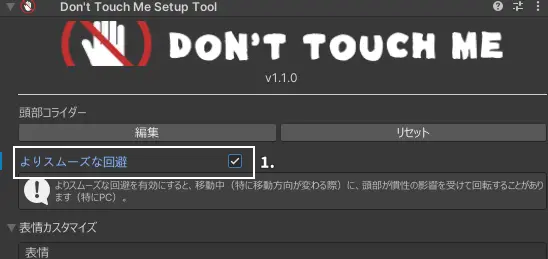 Don't Touch Me Setup Tool
DON'T TOUCH ME
v1.1.0
頭部コライダー
編集
リセット
よりスムーズな回避
1.
よりスムーズな回避を有効にすると、移動中（特に移動方向が変わる際）に、頭部が慣性の影響を受けて回転することがあり
ます（特にPC）。
表情カスタマイズ
表情